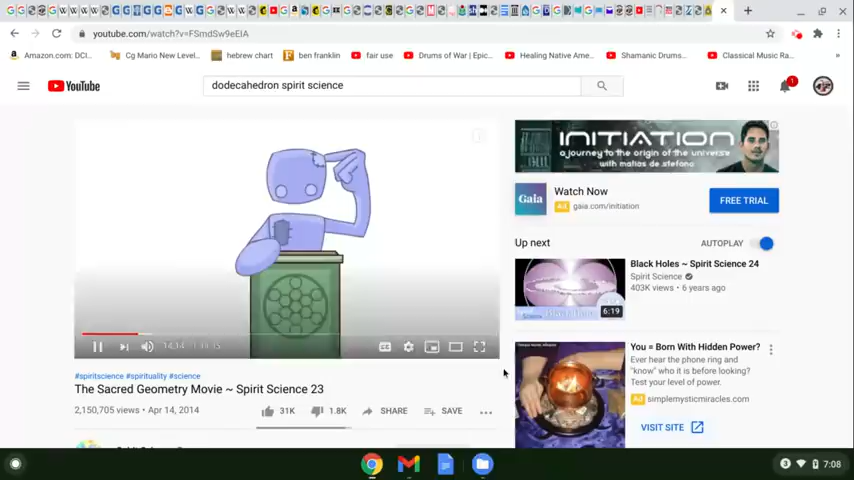 youtube.com/watch?v=FSmdSw9eEIA
Amazon.com: DCI...
Cg Mario New Level...
hebrew chart
ben franklin
fair use
Drums of War | Epic...
Healing Native Ame...
Shamanic Drums...
Classical Music Ra...
YouTube
dodecahedron spirit science
1
INITIATION
a journey to the origin of the universe
with matias de stefano
Gaia
Watch Now
Ad gaia.com/initiation
FREE TRIAL
Up next
AUTOPLAY
Black Holes ~ Spirit Science 24
Spirit Science
403K views • 6 years ago
6:19
You = Born With Hidden Power?
Ever hear the phone ring and
"know" who it is before looking?
Test your level of power.
Ad simplemysticmiracles.com
VISIT SITE
#spiritscience #spirituality #science
The Sacred Geometry Movie ~ Spirit Science 23
2,150,705 views • Apr 14, 2014
31K
1.8K
SHARE
SAVE
3
7:08